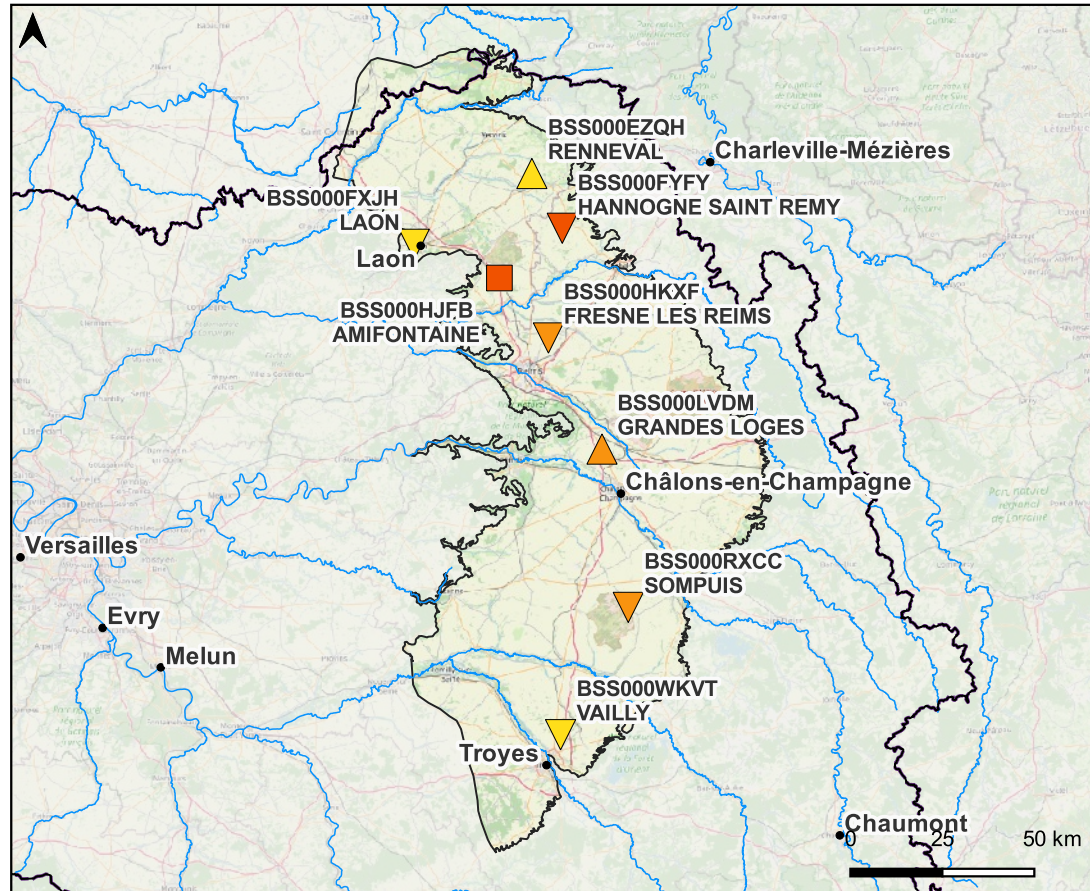 BSS000EZQH
RENNEVAL
Charleville-Mézières
BSS000FYFY
HANNOGNE SAINT REMY
BSS000FXJH
LAON
Laon
BSS000HKXF
FRESNE LES REIMS
BSS000HJFB
AMIFONTAINE
BSS000LVDM
GRANDES LOGES
Châlons-en-Champagne
Versailles
BSS000RXCC
SOMPUIS
Evry
Melun
BSS000WKVT
VAILLY
Troyes
Chaumont
0 25 50 km